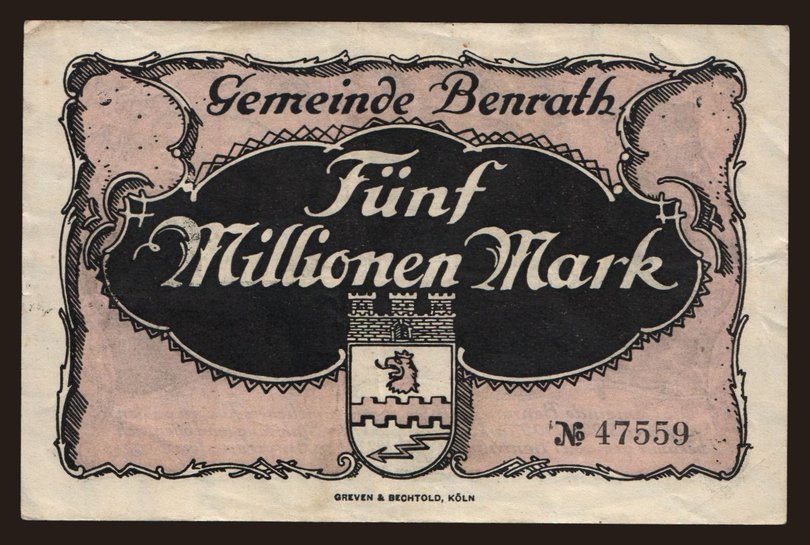 Gemeinde Benrath
Fünf
Millionen Mark
№ 47559
GREVEN & BECHTOLD, KÖLN